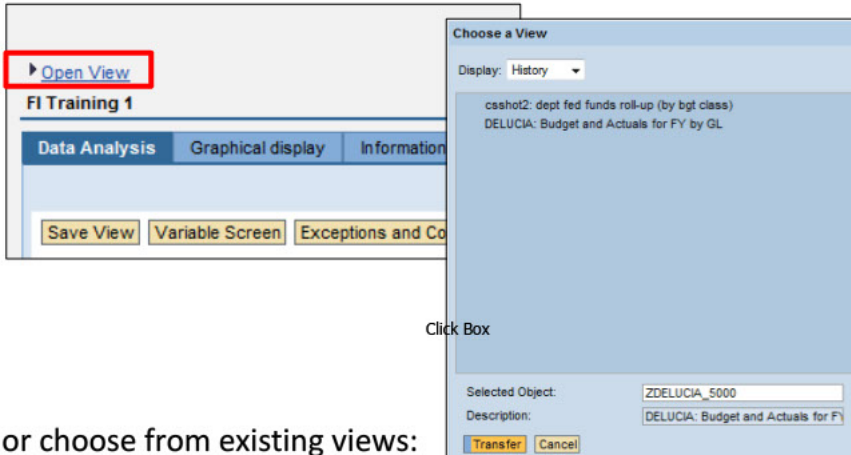 Open View
FI Training 1
Data Analysis Graphical display Information
Save View Variable Screen Exceptions and Co
Choose a View
Display: History
csshot2: dept fed funds roll-up (by bgt class)
DELUCIA: Budget and Actuals for FY by GL
Click Box
Selected Object: ZDELUCIA_5000
Description: DELUCIA: Budget and Actuals for FY
Transfer Cancel
or choose from existing views: